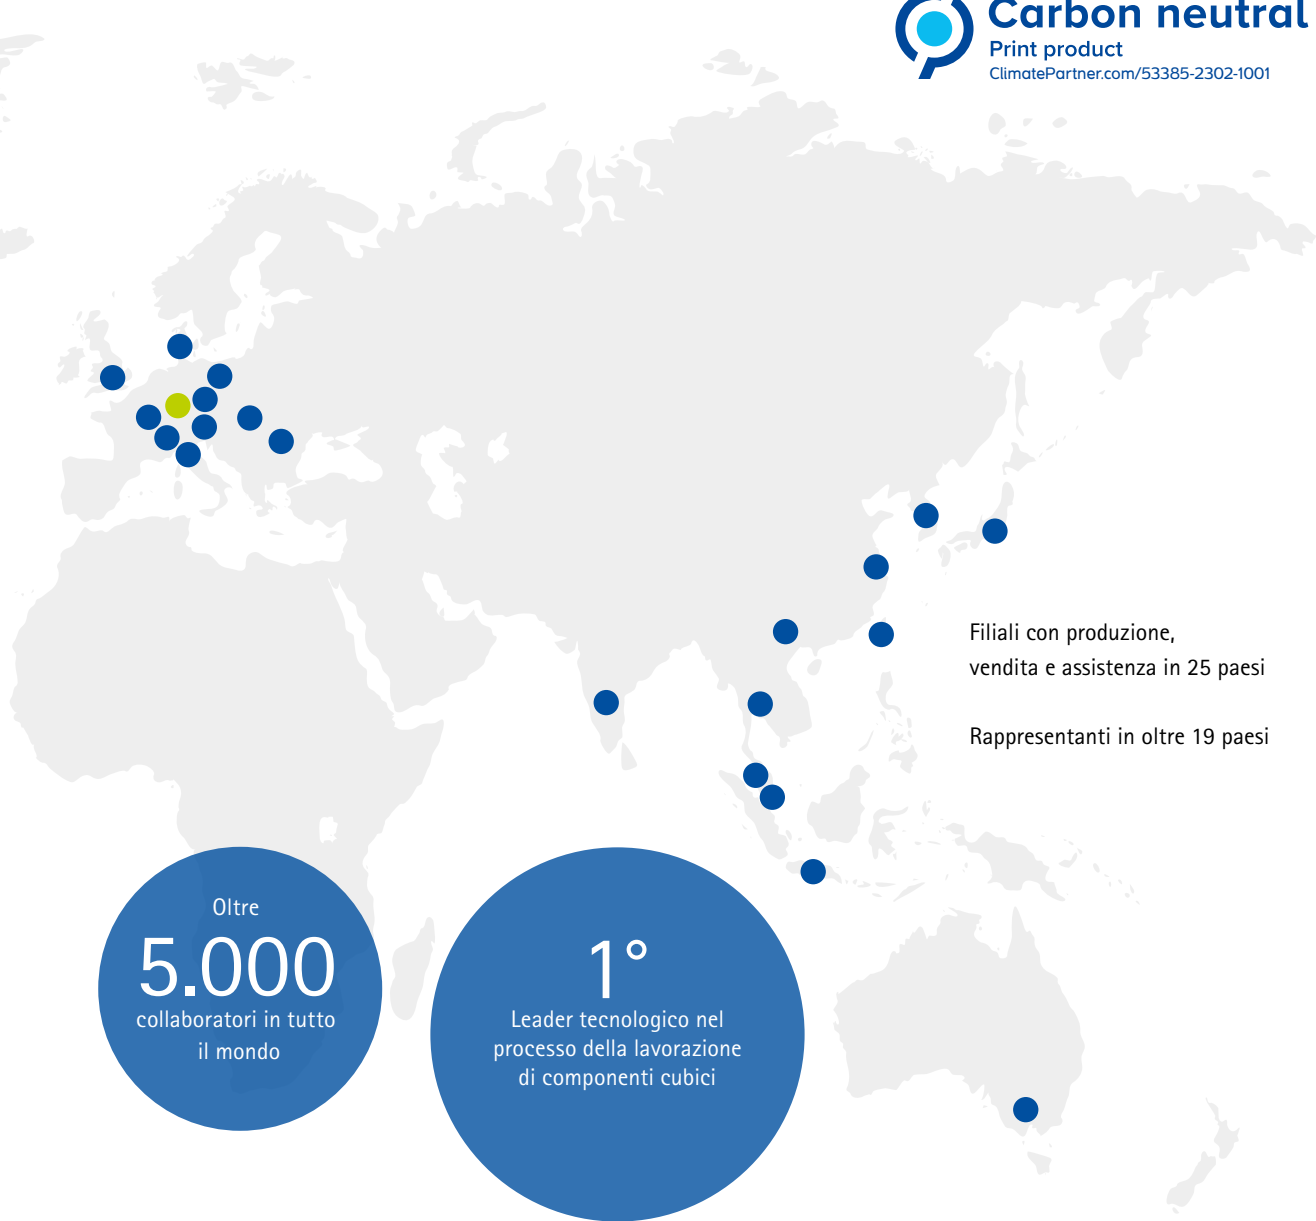 Carbon neutral
Print product
ClimatePartner.com/53385-2302-1001
Filiali con produzione,
vendita e assistenza in 25 paesi
Rappresentanti in oltre 19 paesi
Oltre
5.000
collaboratori in tutto
il mondo
1°
Leader tecnologico nel
processo della lavorazione
di componenti cubici